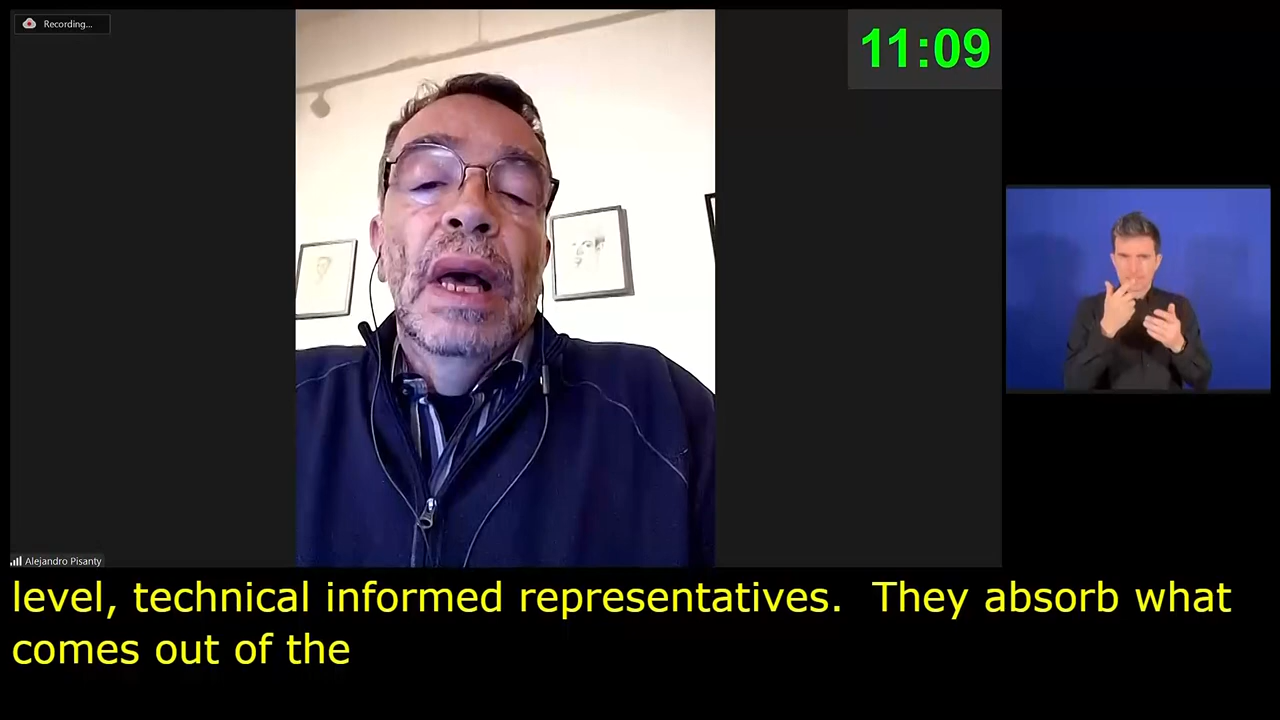 Recording...
11:09
Alejandro Pisanty
level, technical informed representatives.  They absorb what
comes out of the